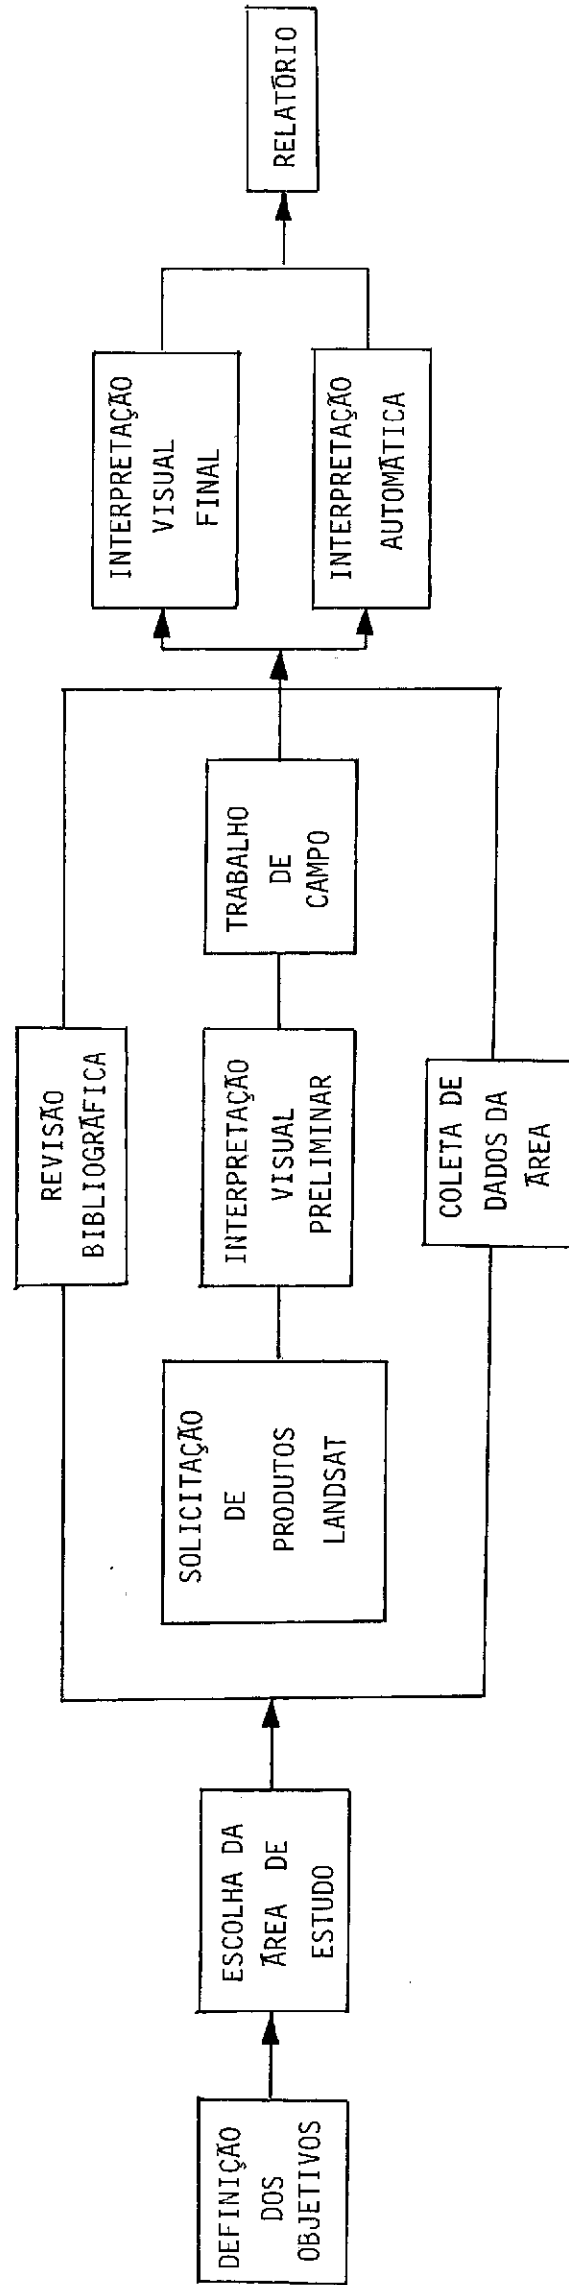 DEFINIÇÃO
DOS
OBJETIVOS
ESCOLHA DA
ÁREA DE
ESTUDO
REVISÃO
BIBLIOGRÁFICA
SOLICITAÇÃO
DE
PRODUTOS
LANDSAT
INTERPRETAÇÃO
VISUAL
PRELIMINAR
TRABALHO
DE
CAMPO
COLETA DE
DADOS DA
ÁREA
INTERPRETAÇÃO
VISUAL
FINAL
INTERPRETAÇÃO
AUTOMÁTICA
RELATÓRIO